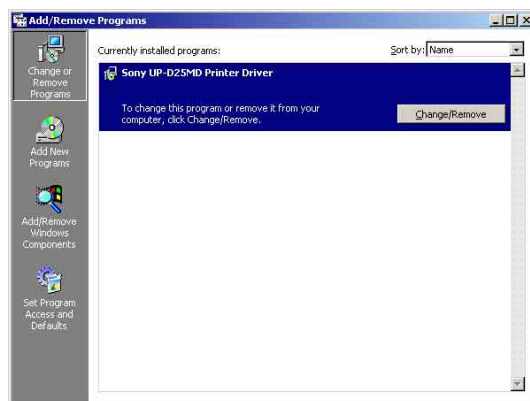 Add/Remove Programs
Change or
Remove
Programs
Add New
Programs
Add/Remove
Windows
Components
Set Program
Access and
Defaults
Currently installed programs:
Sort by: Name
Sony UP-D25MD Printer Driver
To change this program or remove it from your
computer, click Change/Remove.
Change/Remove